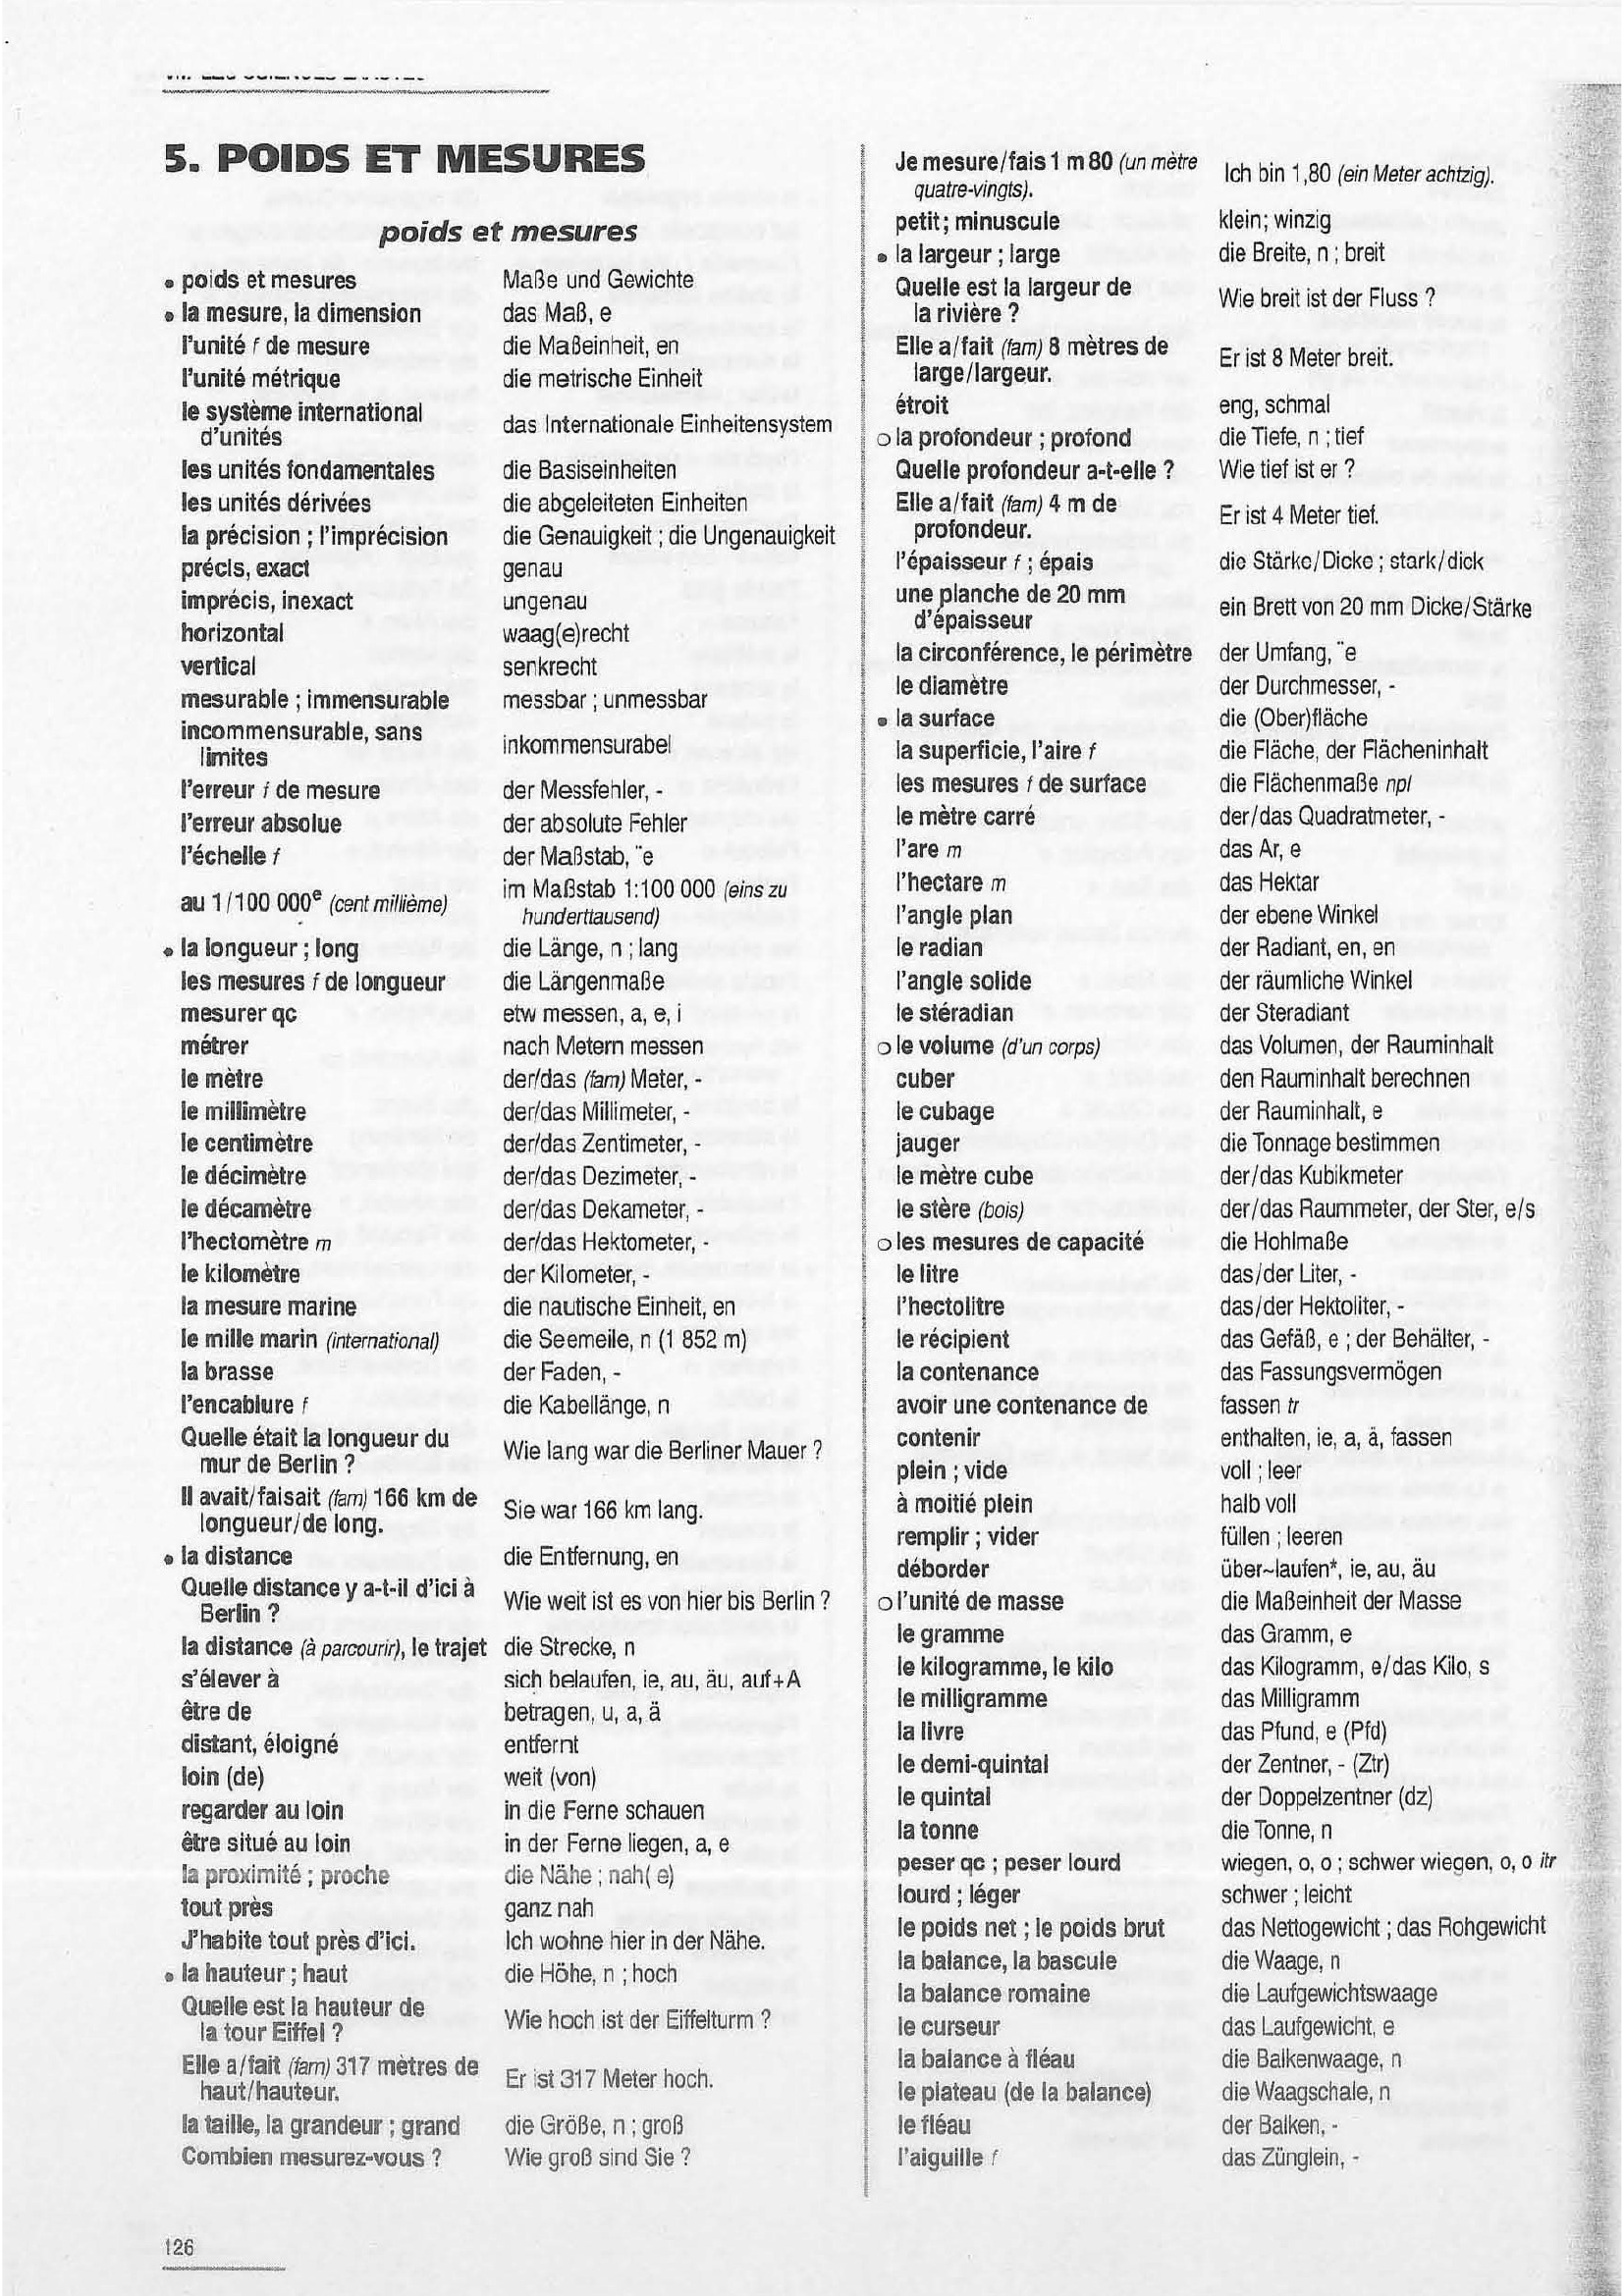 5. POIDS ET MESURES
poids et mesures
• poids et mesures Maße und Gewichte
• la mesure, la dimension das Maß, e
l'unité f de mesure die Maßeinheit, en
l'unité métrique die metrische Einheit
le système international
d'unités das Internationale Einheitensystem
les unités fondamentales die Basiseinheiten
les unités dérivées die abgeleiteten Einheiten
la précision ; l'imprécision die Genauigkeit ; die Ungenauigkeit
précis, exact genau
imprécis, inexact ungenau
horizontal waag(e)recht
vertical senkrecht
mesurable ; immensurable messbar ; unmessbar
incommensurable, sans
limites inkommensurabel
l'erreur f de mesure der Messfehler, -
l'erreur absolue der absolute Fehler
l'échelle f der Maßstab, ¨e
au 1/100 000e (cent millième) im Maßstab 1:100 000 (eins zu
hunderttausend)
• la longueur ; long die Länge, n ; lang
les mesures f de longueur die Längenmaße
mesurer qc etw messen, a, e, i
métrer nach Metern messen
le mètre der/das (fam) Meter, -
le millimètre der/das Millimeter, -
le centimètre der/das Zentimeter, -
le décimètre der/das Dezimeter, -
le décamètre der/das Dekameter, -
l'hectomètre m der/das Hektometer, -
le kilomètre der Kilometer, -
la mesure marine die nautische Einheit, en
le mille marin (international) die Seemeile, n (1 852 m)
la brasse der Faden, -
l'encablure f die Kabellänge, n
Quelle était la longueur du
mur de Berlin ? Wie lang war die Berliner Mauer ?
Il avait/faisait (fam) 166 km de
longueur/de long. Sie war 166 km lang.
• la distance die Entfernung, en
Quelle distance y a-t-il d'ici à
Berlin ? Wie weit ist es von hier bis Berlin ?
la distance (à parcourir), le trajet die Strecke, n
s'élever à sich belaufen, ie, au, äu, auf+A
être de betragen, u, a, ä
distant, éloigné entfernt
loin (de) weit (von)
regarder au loin in die Ferne schauen
être situé au loin in der Ferne liegen, a, e
la proximité ; proche die Nähe ; nah( e)
tout près ganz nah
J'habite tout près d'ici. Ich wohne hier in der Nähe.
• la hauteur ; haut die Höhe, n ; hoch
Quelle est la hauteur de
la tour Eiffel ? Wie hoch ist der Eiffelturm ?
Elle a/fait (fam) 317 mètres de
haut/hauteur. Er ist 317 Meter hoch.
la taille, la grandeur ; grand die Größe, n ; groß
Combien mesurez-vous ? Wie groß sind Sie ?
Je mesure/fais 1 m 80 (un mètre
quatre-vingts). Ich bin 1,80 (ein Meter achtzig).
petit ; minuscule klein; winzig
• la largeur ; large die Breite, n ; breit
Quelle est la largeur de
la rivière ? Wie breit ist der Fluss ?
Elle a/fait (fam) 8 mètres de
large/largeur. Er ist 8 Meter breit.
étroit eng, schmal
o la profondeur ; profond die Tiefe, n ; tief
Quelle profondeur a-t-elle ? Wie tief ist er ?
Elle a/fait (fam) 4 m de
profondeur. Er ist 4 Meter tief.
l'épaisseur f ; épais die Stärke/Dicke ; stark/dick
une planche de 20 mm
d'épaisseur ein Brett von 20 mm Dicke/Stärke
la circonférence, le périmètre der Umfang, ¨e
le diamètre der Durchmesser, -
• la surface die (Ober)fläche
la superficie, l'aire f die Fläche, der Flächeninhalt
les mesures f de surface die Flächenmaße npl
le mètre carré der/das Quadratmeter, -
l'are m das Ar, e
l'hectare m das Hektar
l'angle plan der ebene Winkel
le radian der Radiant, en, en
l'angle solide der räumliche Winkel
le stéradian der Steradiant
o le volume (d'un corps) das Volumen, der Rauminhalt
cuber den Rauminhalt berechnen
le cubage der Rauminhalt, e
jauger die Tonnage bestimmen
le mètre cube der/das Kubikmeter
le stère (bois) der/das Raummeter, der Ster, e/s
o les mesures de capacité die Hohlmaße
le litre das/der Liter, -
l'hectolitre das/der Hektoliter, -
le récipient das Gefäß, e ; der Behälter, -
la contenance das Fassungsvermögen
avoir une contenance de fassen tr
contenir enthalten, ie, a, ä, fassen
plein ; vide voll ; leer
à moitié plein halb voll
remplir ; vider füllen ; leeren
déborder über~laufen*, ie, au, äu
o l'unité de masse die Maßeinheit der Masse
le gramme das Gramm, e
le kilogramme, le kilo das Kilogramm, e/das Kilo, s
le milligramme das Milligramm
la livre das Pfund, e (Pfd)
le demi-quintal der Zentner, - (Ztr)
le quintal der Doppelzentner (dz)
la tonne die Tonne, n
peser qc ; peser lourd wiegen, o, o ; schwer wiegen, o, o itr
lourd ; léger schwer ; leicht
le poids net ; le poids brut das Nettogewicht ; das Rohgewicht
la balance, la bascule die Waage, n
la balance romaine die Laufgewichtswaage
le curseur das Laufgewicht, e
la balance à fléau die Balkenwaage, n
le plateau (de la balance) die Waagschale, n
le fléau der Balken, -
l'aiguille f das Zünglein, -
126